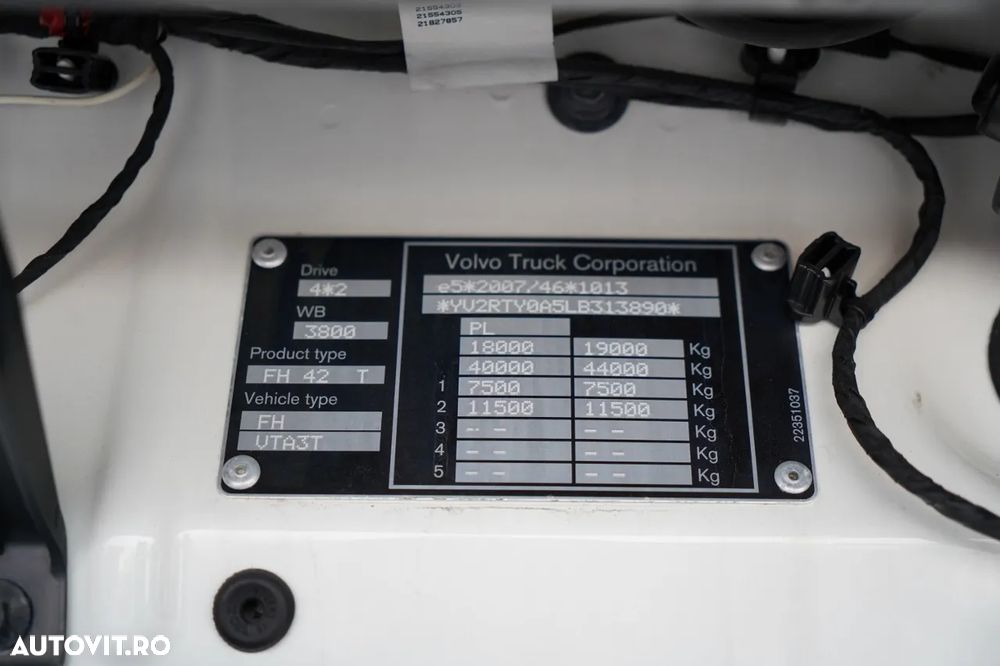 21554305
21554305
21827857
Drive
4*2
WB
3800
Product type
FH 42 T
Vehicle type
FH
VTA3T
Volvo Truck Corporation
e5*2007/46*1013
*YV2RTY0A5LB313890*
PL
18000 19000 Kg
40000 44000 Kg
1 7500 7500 Kg
2 11500 11500 Kg
3 -- -- Kg
4 -- -- Kg
5 -- -- Kg
22351037
AUTOVIT.RO